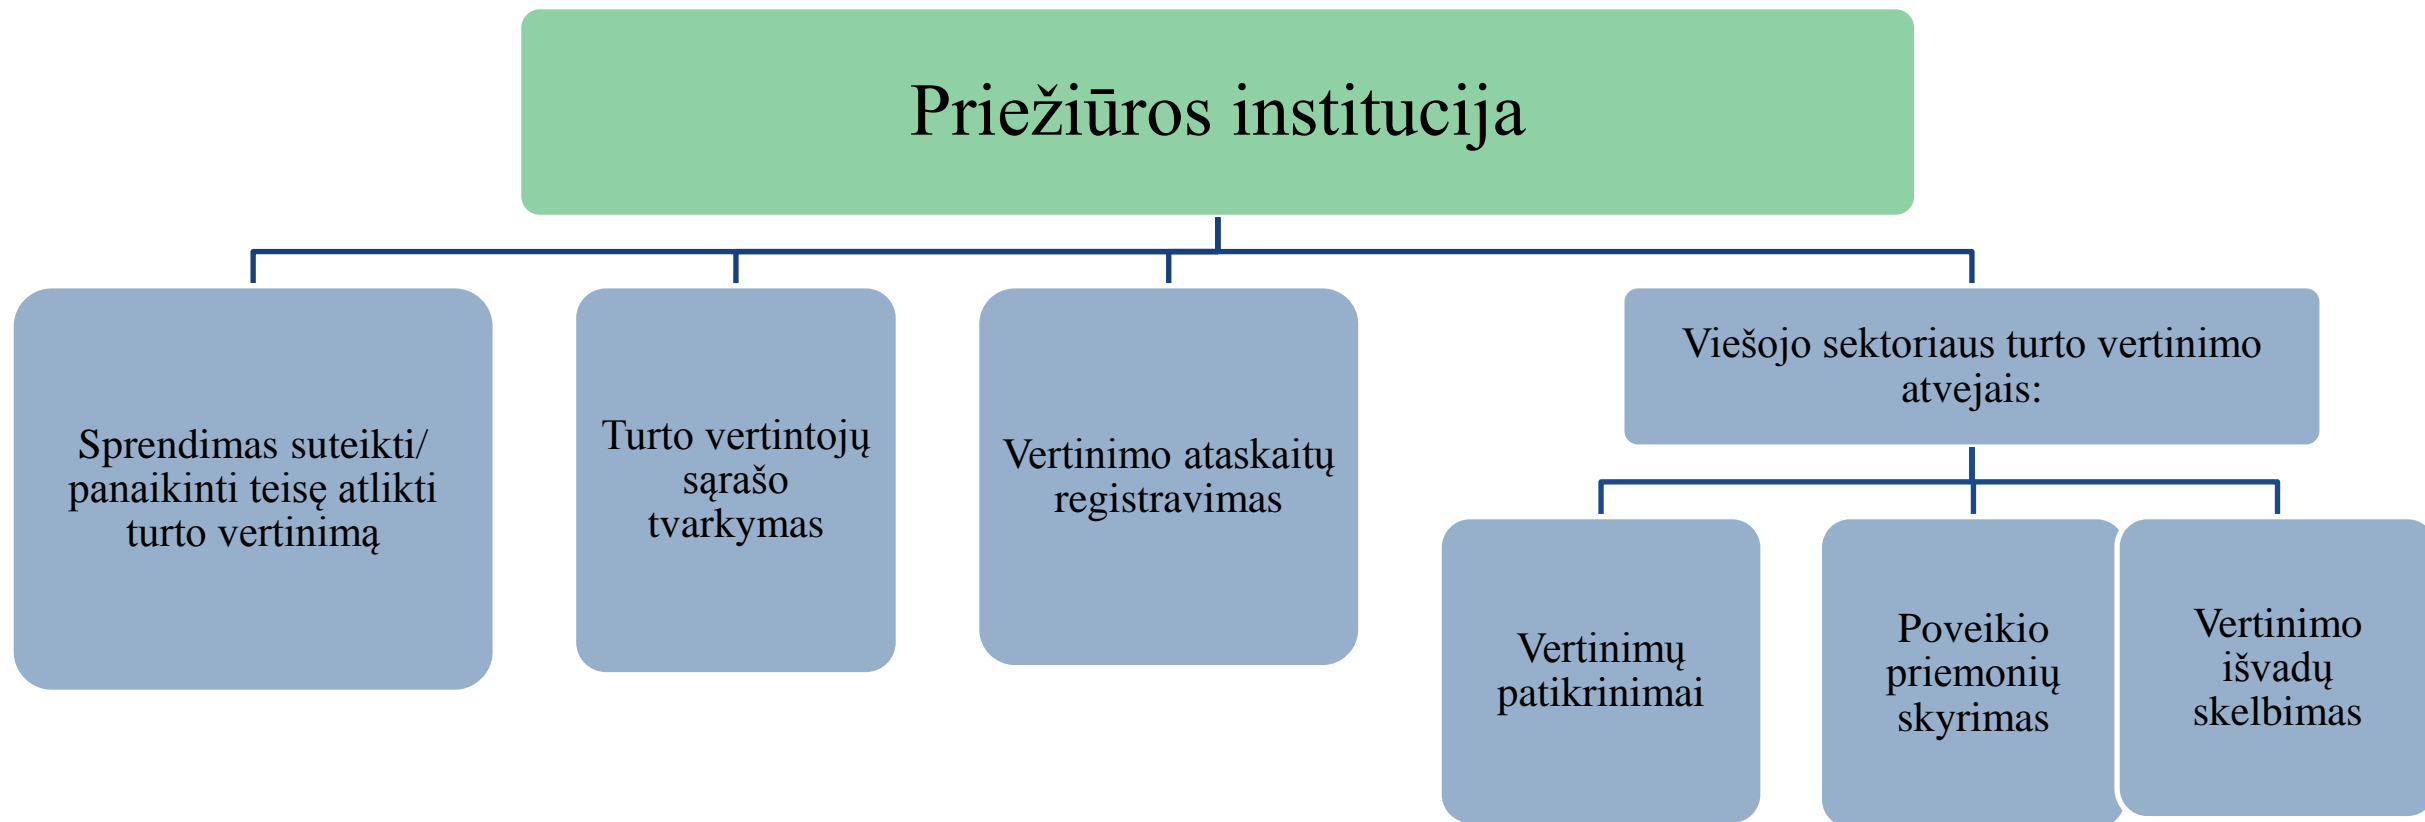 Priežiūros institucija
Sprendimas suteikti/
panaikinti teisę atlikti
turto vertinimą
Turto vertintojų
sąrašo
tvarkymas
Vertinimo ataskaitų
registravimas
Viešojo sektoriaus turto vertinimo
atvejais:
Vertinimų
patikrinimai
Poveikio
priemonių
skyrimas
Vertinimo
išvadų
skelbimas